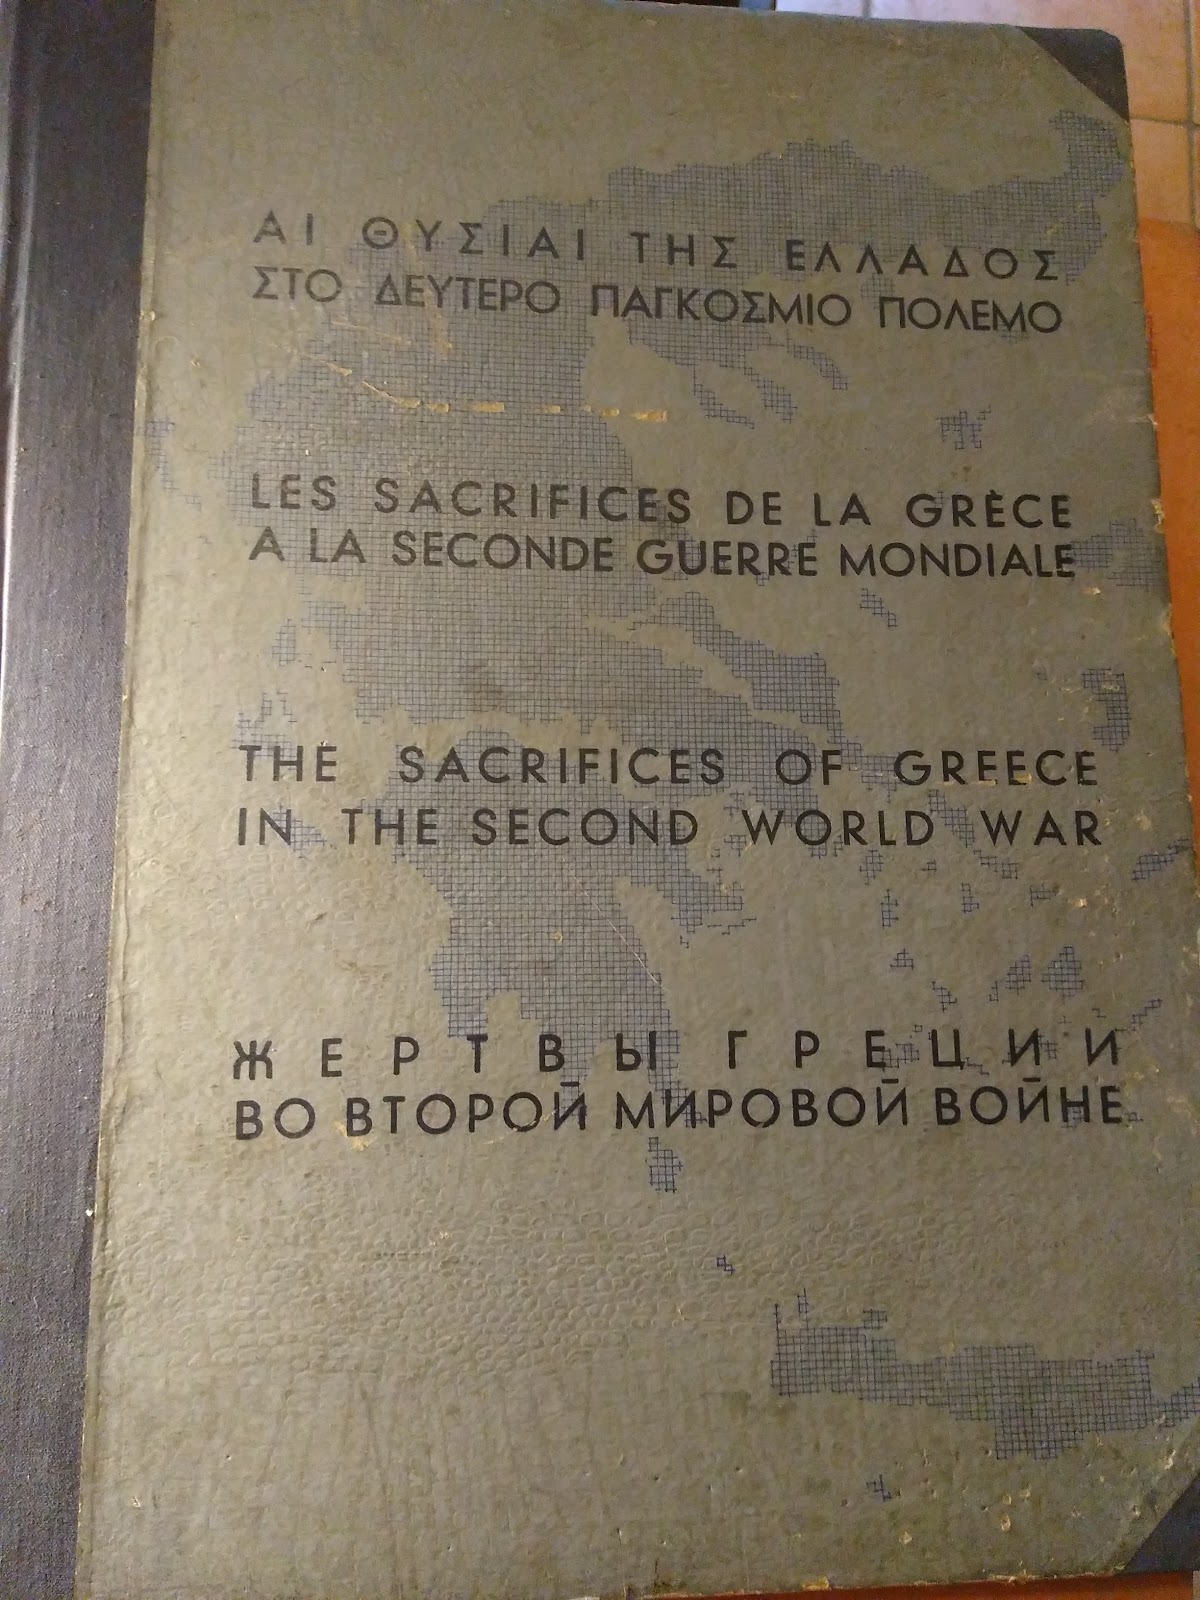 ΑΙ ΘΥΣΙΑΙ ΤΗΣ ΕΛΛΑΔΟΣ
ΣΤΟ ΔΕΥΤΕΡΟ ΠΑΓΚΟΣΜΙΟ ΠΟΛΕΜΟ
LES SACRIFICES DE LA GRÈCE
A LA SECONDE GUERRE MONDIALE
THE SACRIFICES OF GREECE
IN THE SECOND WORLD WAR
ЖЕРТВЫ ГРЕЦИИ
ВО ВТОРОЙ МИРОВОЙ ВОЙНЕ